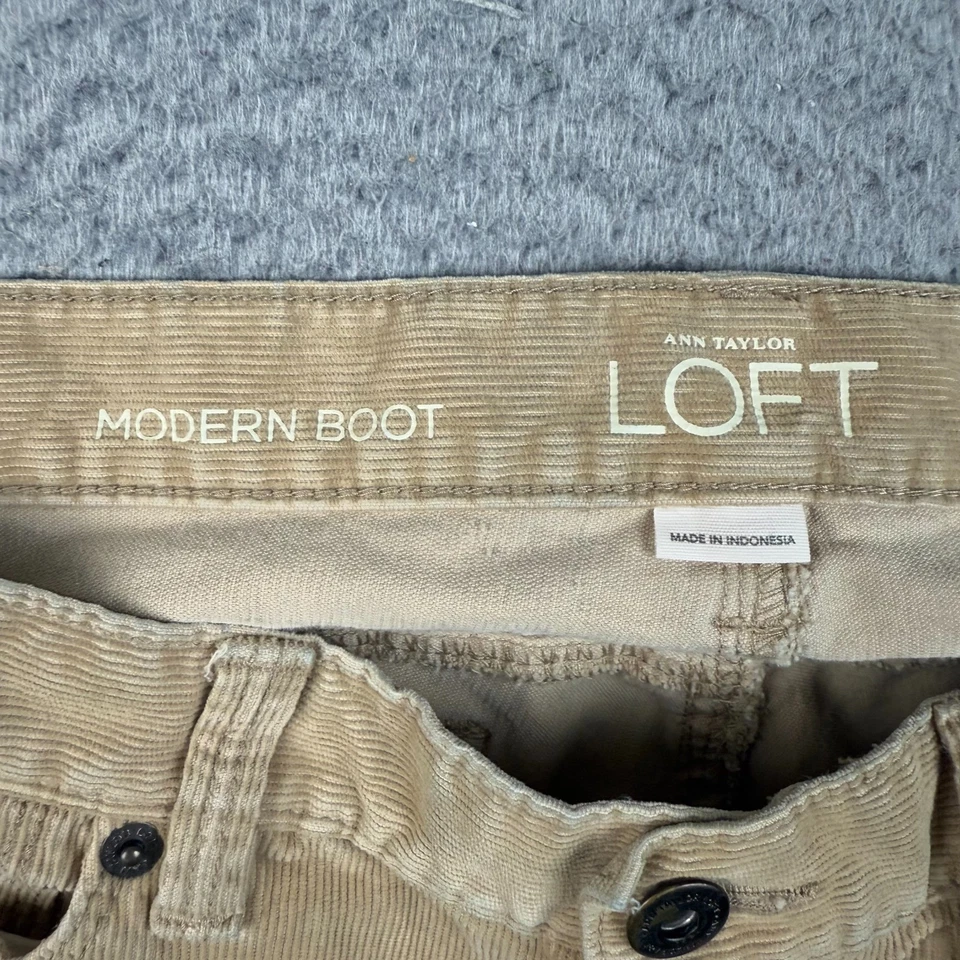 ANN TAYLOR
LOFT
MODERN BOOT
MADE IN INDONESIA